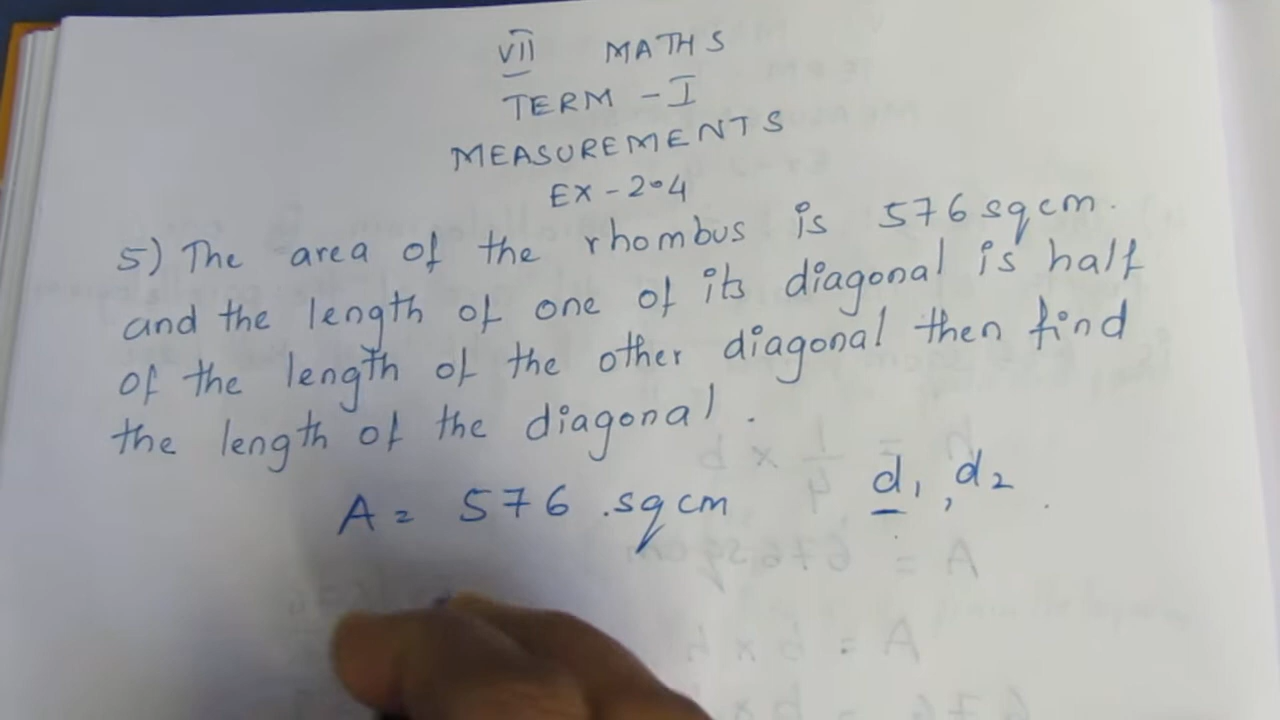 VII MATHS
TERM - I
MEASUREMENTS
EX - 2.4
5) The area of the rhombus is 576 sqcm.
and the length of one of its diagonal is half
of the length of the other diagonal then find
the length of the diagonal.
A = 576 .sqcm d1, d2